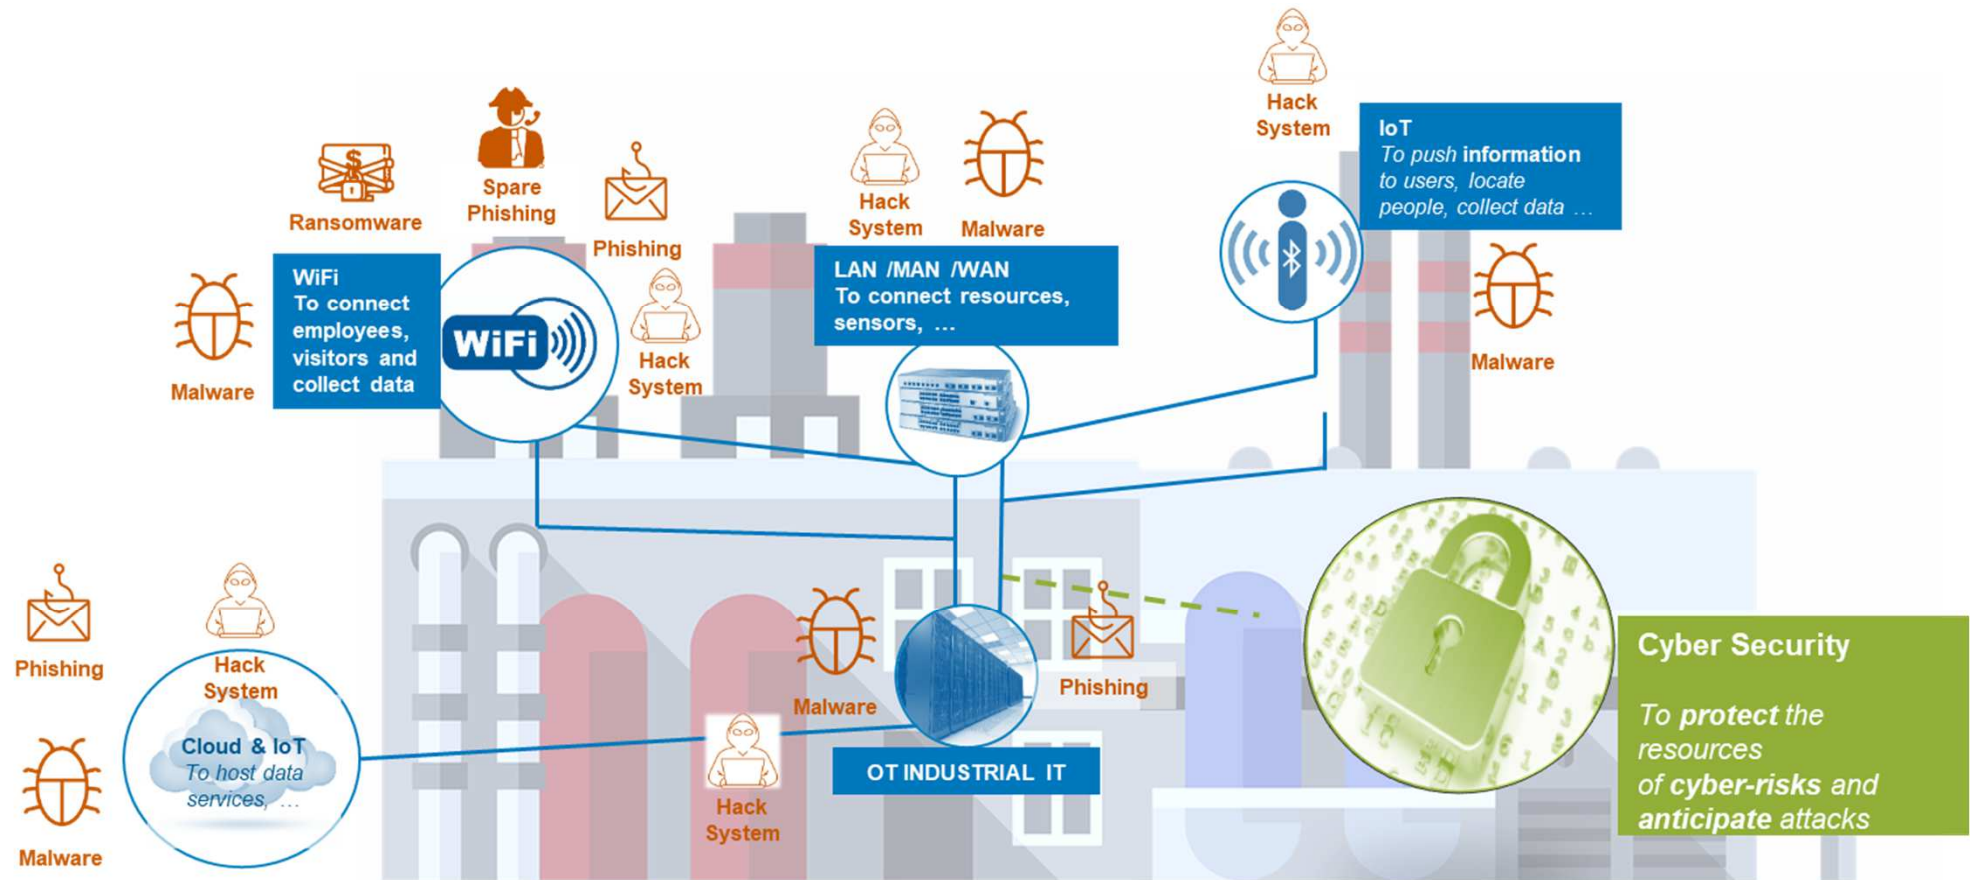 Hack
System
IoT
To push information
to users, locate
people, collect data ...
Malware
Ransomware
Spare
Phishing
Phishing
Hack
System
Malware
WiFi
To connect
employees,
visitors and
collect data
WiFi
Hack
System
Malware
LAN /MAN /WAN
To connect resources,
sensors, ...
Malware
Phishing
Hack
System
Cloud & IoT
To host data
services, ...
Malware
Hack
System
Malware
Phishing
OT INDUSTRIAL IT
Cyber Security
To protect the
resources
of cyber-risks and
anticipate attacks
$